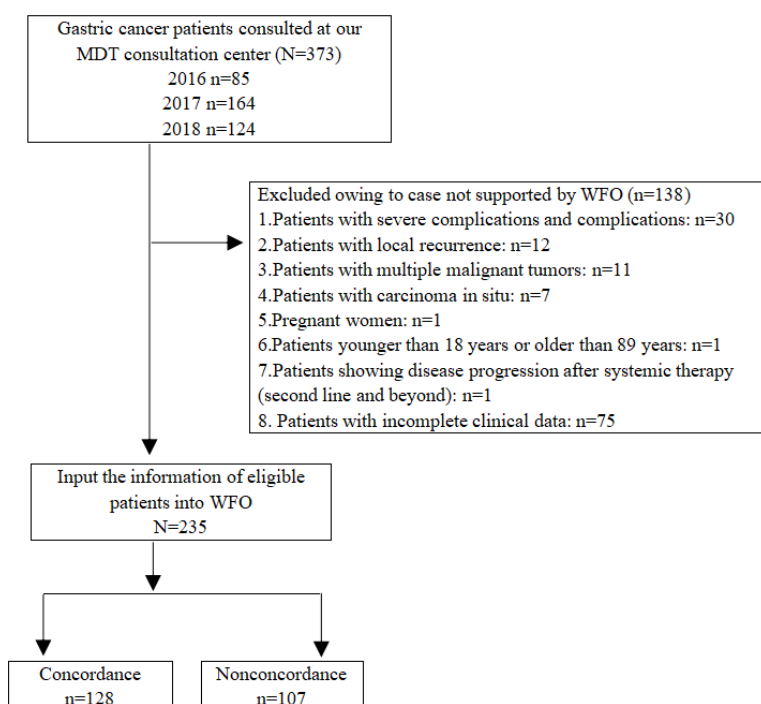 Gastric cancer patients consulted at our
MDT consultation center (N=373)
2016 n=85
2017 n=164
2018 n=124
Excluded owing to case not supported by WFO (n=138)
1.Patients with severe complications and complications: n=30
2.Patients with local recurrence: n=12
3.Patients with multiple malignant tumors: n=11
4.Patients with carcinoma in situ: n=7
5.Pregnant women: n=1
6.Patients younger than 18 years or older than 89 years: n=1
7.Patients showing disease progression after systemic therapy
(second line and beyond): n=1
8. Patients with incomplete clinical data: n=75
Input the information of eligible
patients into WFO
N=235
Concordance
n=128
Nonconcordance
n=107